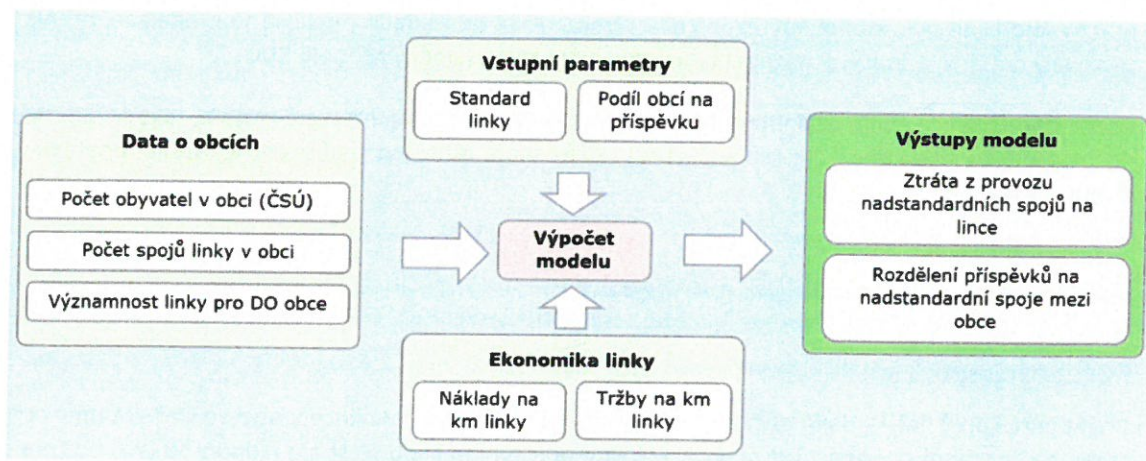 Vstupní parametry
Standard
linky
Podíl obcí na
příspěvku
Data o obcích
Počet obyvatel v obci (ČSÚ)
Počet spojů linky v obci
Významnost linky pro DO obce
Výpočet
modelu
Ekonomika linky
Náklady na
km linky
Tržby na km
linky
Výstupy modelu
Ztráta z provozu
nadstandardních spojů na
lince
Rozdělení příspěvků na
nadstandardní spoje mezi
obce